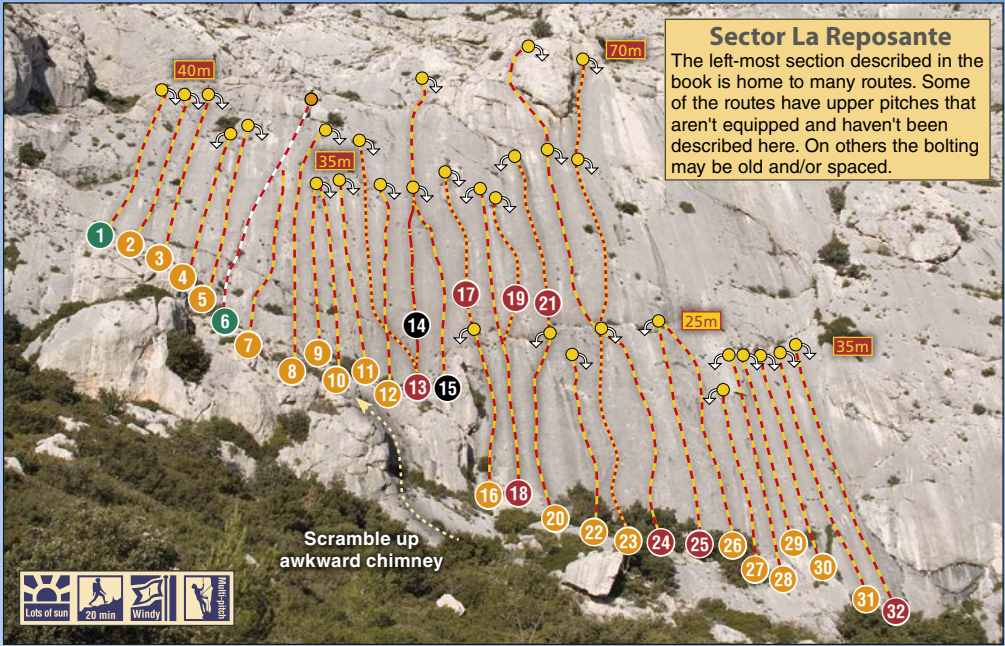 Sector La Reposante
The left-most section described in the
book is home to many routes. Some
of the routes have upper pitches that
aren't equipped and haven't been
described here. On others the bolting
may be old and/or spaced.
40m
70m
35m
1
2
3
4
5
6
7
8
9
10
11
12
13
14
15
16
17
18
19
20
21
22
23
24
25
26
27
28
29
30
31
32
25m
35m
Scramble up
awkward chimney
Lots of sun
20 min
Windy
Multi-pitch